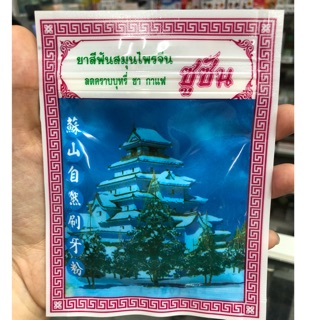 ยาสีฟันสมุนไพรจีน
ลดคราบบุหรี่ ชา กาแฟ
ซู่ซัน
蘇山自然刷牙粉